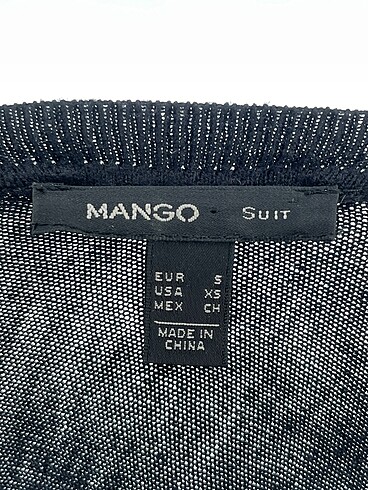 MANGO SUIT
EUR S
USA XS
MEX CH
MADE IN
CHINA